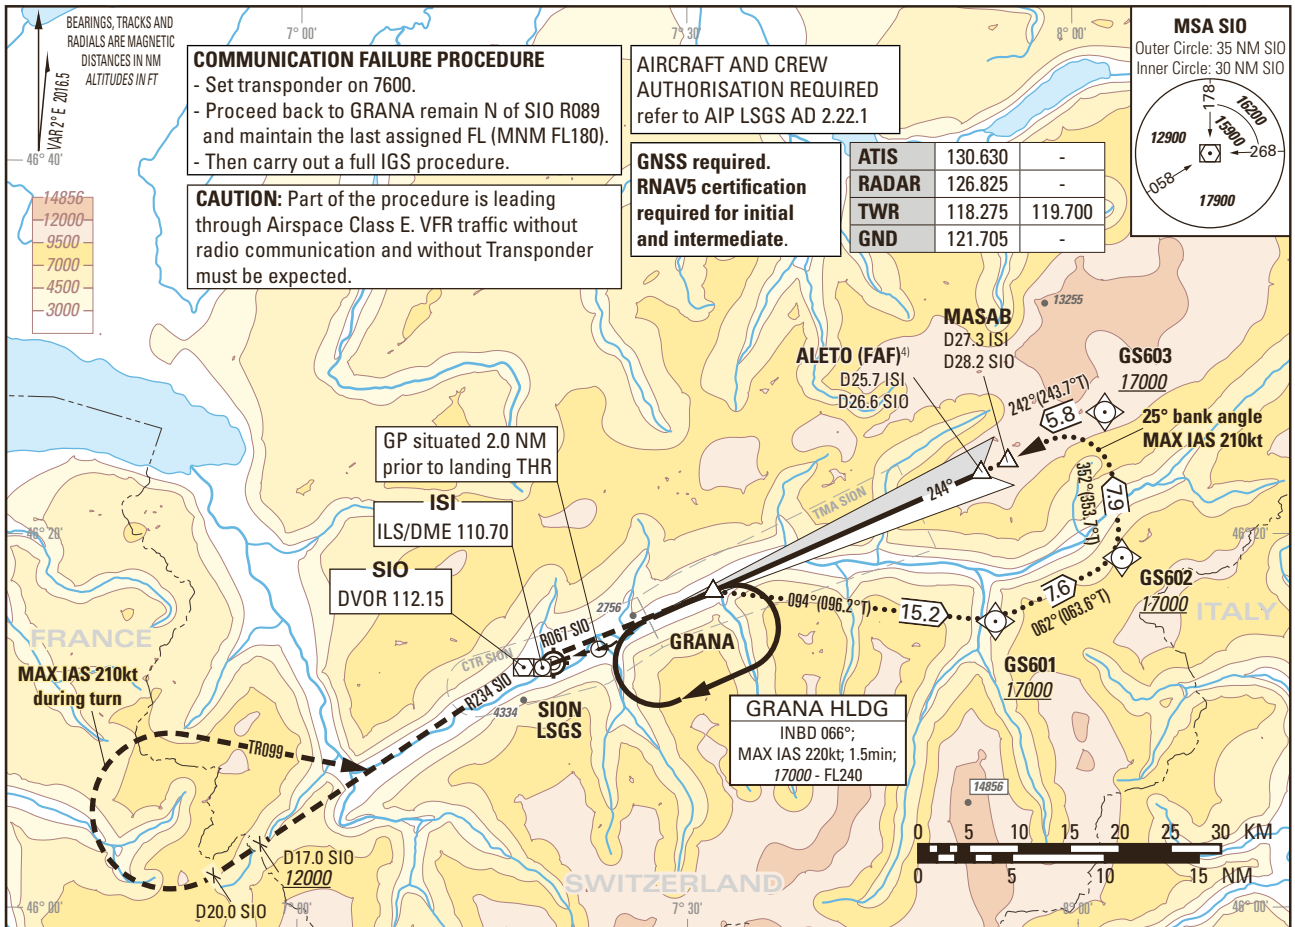 BEARINGS, TRACKS AND
RADIALS ARE MAGNETIC
DISTANCES IN NM
ALTITUDES IN FT
VAR 2° E 2016.5
7° 00'
7° 30'
8° 00'
COMMUNICATION FAILURE PROCEDURE
- Set transponder on 7600.
- Proceed back to GRANA remain N of SIO R089
and maintain the last assigned FL (MNM FL180).
- Then carry out a full IGS procedure.
CAUTION: Part of the procedure is leading
through Airspace Class E. VFR traffic without
radio communication and without Transponder
must be expected.
AIRCRAFT AND CREW
AUTHORISATION REQUIRED
refer to AIP LSGS AD 2.22.1
GNSS required.
RNAV5 certification
required for initial
and intermediate.
ATIS 130.630 -
RADAR 126.825 -
TWR 118.275 119.700
GND 121.705 -
MSA SIO
Outer Circle: 35 NM SIO
Inner Circle: 30 NM SIO
178
16200
15900
12900
268
058
17900
46° 40'
14856
12000
9500
7000
4500
3000
13255
MASAB
D27.3 ISI
D28.2 SIO
ALETO (FAF)4)
D25.7 ISI
D26.6 SIO
GS603
17000
242°(243.7°T)
5.8
25° bank angle
MAX IAS 210kt
GP situated 2.0 NM
prior to landing THR
ISI
ILS/DME 110.70
SIO
DVOR 112.15
TMA SION
244°
352°(353.7°T)
7.9
46° 20'
46° 20'
GS602
17000
7.6
062° (063.6°T)
094°(096.2°T)
15.2
GS601
17000
ITALY
FRANCE
2756
R067 SIO
GRANA
CTR SION
R234 SIO
4334
SION
LSGS
MAX IAS 210kt
during turn
TR099
GRANA HLDG
INBD 066°;
MAX IAS 220kt; 1.5min;
17000 - FL240
14856
D17.0 SIO
12000
D20.0 SIO
SWITZERLAND
0 5 10 15 20 25 30 KM
0 5 10 15 NM
46° 00'
7° 00'
7° 30'
8° 00'
46° 00'